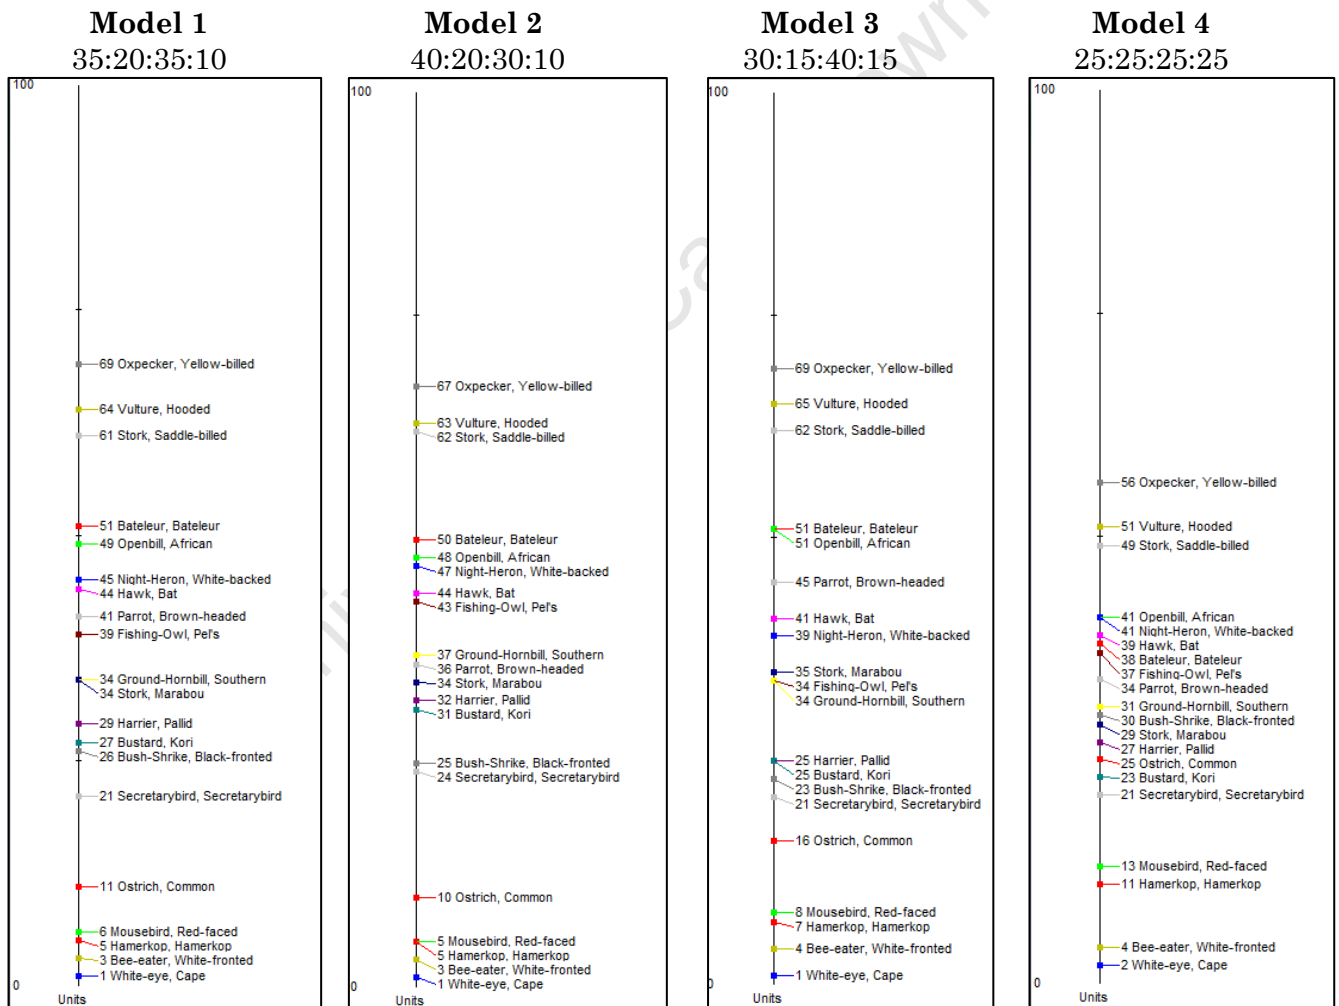 Model 1
35:20:35:10
100
69 Oxpecker, Yellow-billed
64 Vulture, Hooded
61 Stork, Saddle-billed
51 Bateleur, Bateleur
49 Openbill, African
45 Night-Heron, White-backed
44 Hawk, Bat
41 Parrot, Brown-headed
39 Fishing-Owl, Pel's
34 Ground-Hornbill, Southern
34 Stork, Marabou
29 Harrier, Pallid
27 Bustard, Kori
26 Bush-Shrike, Black-fronted
21 Secretarybird, Secretarybird
11 Ostrich, Common
6 Mousebird, Red-faced
5 Hamerkop, Hamerkop
3 Bee-eater, White-fronted
1 White-eye, Cape
0
Units
Model 2
40:20:30:10
100
67 Oxpecker, Yellow-billed
63 Vulture, Hooded
62 Stork, Saddle-billed
50 Bateleur, Bateleur
48 Openbill, African
47 Night-Heron, White-backed
44 Hawk, Bat
43 Fishing-Owl, Pel's
37 Ground-Hornbill, Southern
36 Parrot, Brown-headed
34 Stork, Marabou
32 Harrier, Pallid
31 Bustard, Kori
25 Bush-Shrike, Black-fronted
24 Secretarybird, Secretarybird
10 Ostrich, Common
5 Mousebird, Red-faced
5 Hamerkop, Hamerkop
3 Bee-eater, White-fronted
1 White-eye, Cape
0
Units
Model 3
30:15:40:15
100
69 Oxpecker, Yellow-billed
65 Vulture, Hooded
62 Stork, Saddle-billed
51 Bateleur, Bateleur
51 Openbill, African
45 Parrot, Brown-headed
41 Hawk, Bat
39 Night-Heron, White-backed
35 Stork, Marabou
34 Fishing-Owl, Pel's
34 Ground-Hornbill, Southern
25 Harrier, Pallid
25 Bustard, Kori
23 Bush-Shrike, Black-fronted
21 Secretarybird, Secretarybird
16 Ostrich, Common
8 Mousebird, Red-faced
7 Hamerkop, Hamerkop
4 Bee-eater, White-fronted
1 White-eye, Cape
0
Units
Model 4
25:25:25:25
100
56 Oxpecker, Yellow-billed
51 Vulture, Hooded
49 Stork, Saddle-billed
41 Openbill, African
41 Night-Heron, White-backed
39 Hawk, Bat
38 Bateleur, Bateleur
37 Fishing-Owl, Pel's
34 Parrot, Brown-headed
31 Ground-Hornbill, Southern
30 Bush-Shrike, Black-fronted
29 Stork, Marabou
27 Harrier, Pallid
25 Ostrich, Common
23 Bustard, Kori
21 Secretarybird, Secretarybird
13 Mousebird, Red-faced
11 Hamerkop, Hamerkop
4 Bee-eater, White-fronted
2 White-eye, Cape
0
Units